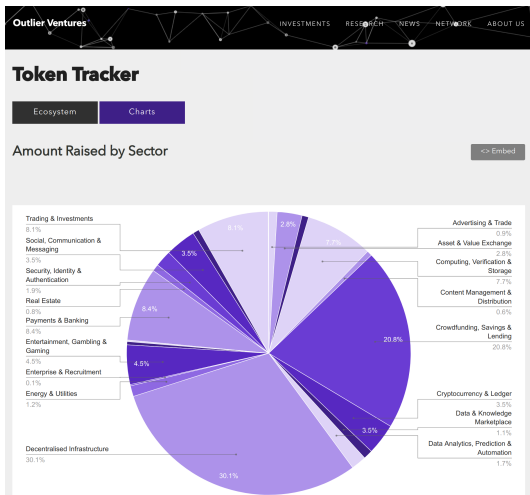 Outlier Ventures
INVESTMENTS RESEARCH NEWS NETWORK ABOUT US
Token Tracker
Ecosystem Charts
Amount Raised by Sector
<> Embed
Trading & Investments
8.1%
Social, Communication &
Messaging
3.5%
Security, Identity &
Authentication
1.9%
Real Estate
0.8%
Payments & Banking
8.4%
Entertainment, Gambling &
Gaming
4.5%
Enterprise & Recruitment
0.1%
Energy & Utilities
1.2%
Decentralised Infrastructure
30.1%
8.1%
2.8%
7.7%
3.5%
8.4%
20.8%
4.5%
3.5%
30.1%
Advertising & Trade
0.9%
Asset & Value Exchange
2.8%
Computing, Verification &
Storage
7.7%
Content Management &
Distribution
0.6%
Crowdfunding, Savings &
Lending
20.8%
Cryptocurrency & Ledger
3.5%
Data & Knowledge
Marketplace
1.1%
Data Analytics, Prediction &
Automation
1.7%